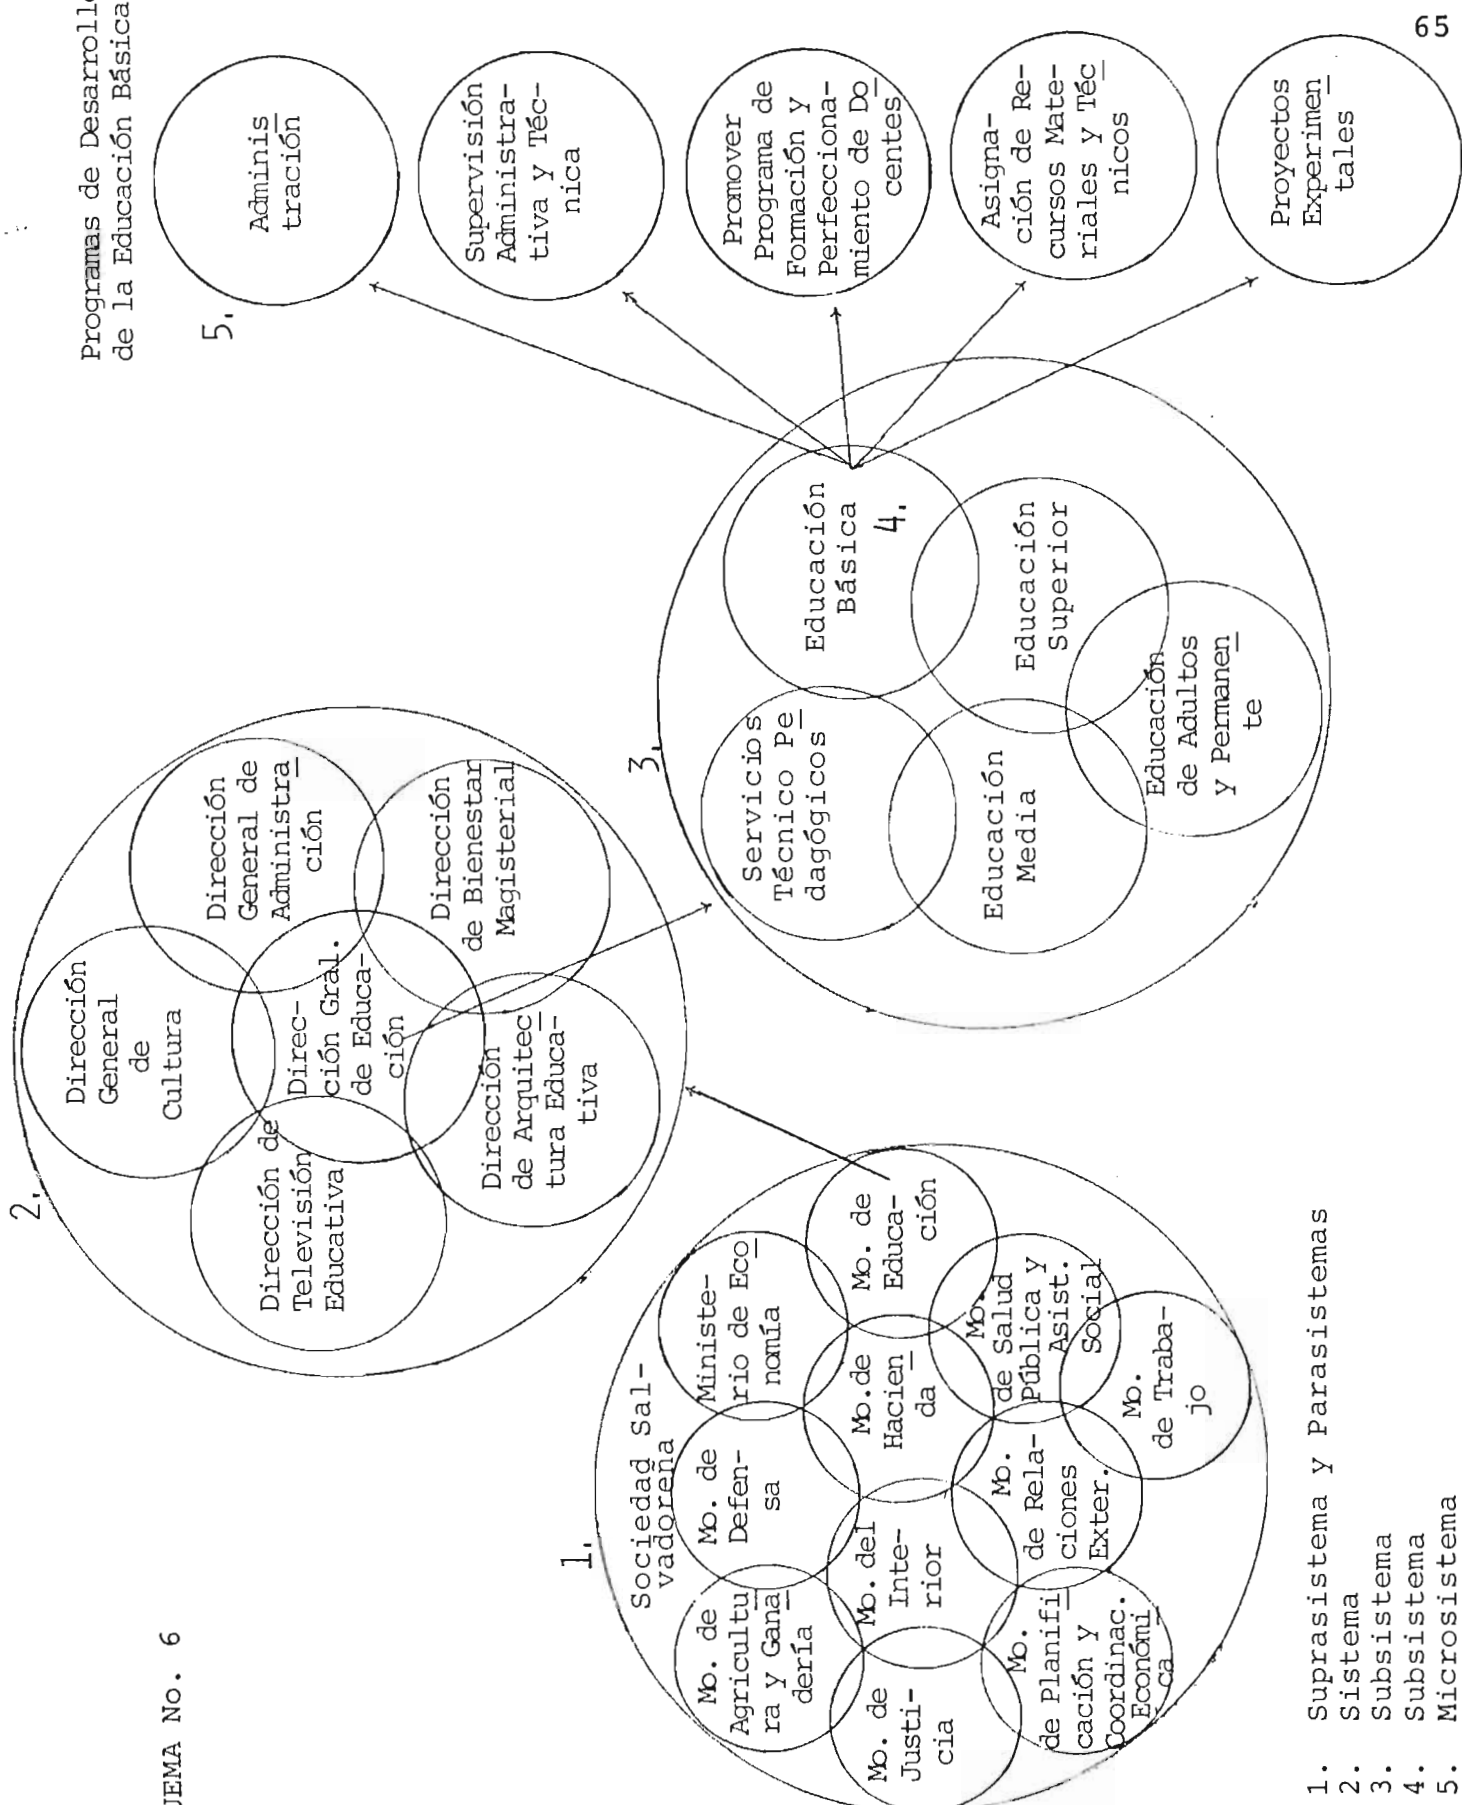 65
UEMA No. 6
Programas de Desarroll
de la Educación Básica
2.
Dirección
General
de
Cultura
Dirección
General de
Administra
ción
Dirección de
Televisión
Educativa
Direc-
ción Gral.
de Educa-
ción
Dirección
de Bienestar
Magisterial
Dirección
de Arquitec
tura Educa-
tiva
5.
Adminis
tración
Supervisión
Administra-
tiva y Téc-
nica
Promover
Programa de
Formación y
Perfecciona-
miento de Do
centes
Asigna-
ción de Re-
cursos Mate-
riales y Téc
nicos
Proyectos
Experimen
tales
1.
Sociedad Sal-
vadoreña
Mo. de
Agricultu
ra y Gana
dería
Mo. de
Defen-
sa
Ministe-
rio de Eco
nomía
Mo. de
Justi-
cia
Mo. del
Inte-
rior
Mo. de
Hacien
da
Mo. de
Educa-
ción
Mo.
de Planifi
cación y
Coordinac.
Económi
ca
Mo.
de Rela-
ciones
Exter.
Mo.
de Salud
Pública y
Asist.
Social
Mo.
de Traba-
jo
3.
Servicios
Técnico Pe
dagógicos
Educación
Básica
4.
Educación
Media
Educación
Superior
Educación
de Adultos
y Permanen
te
1. Suprasistema y Parasistemas
2. Sistema
3. Subsistema
4. Subsistema
5. Microsistema